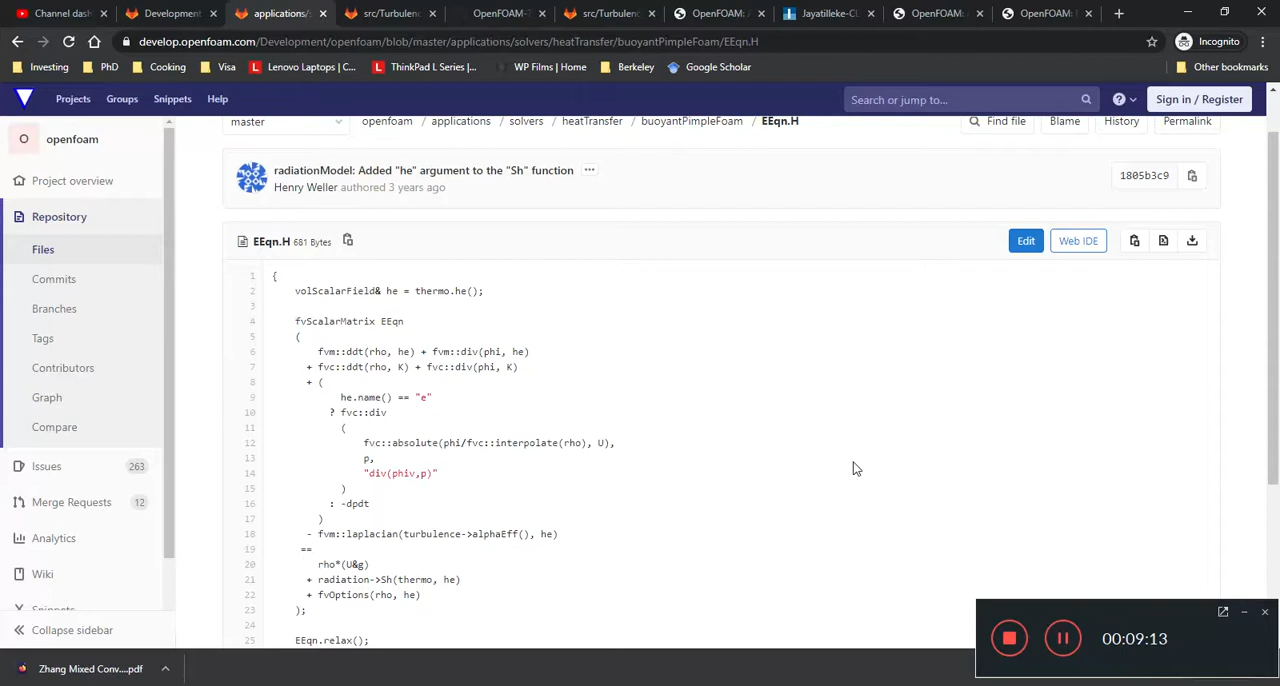 Channel dash
Development
applications/s
src/Turbulenc
OpenFOAM-7
src/Turbulenc
OpenFOAM: A
Jayatilleke-CL
OpenFOAM: A
OpenFOAM: M
develop.openfoam.com/Development/openfoam/blob/master/applications/solvers/heatTransfer/buoyantPimpleFoam/EEqn.H
Incognito
Investing
PhD
Cooking
Visa
Lenovo Laptops | C...
ThinkPad L Series |...
WP Films | Home
Berkeley
Google Scholar
Other bookmarks
Projects Groups Snippets Help
Search or jump to...
Sign in / Register
O openfoam
Project overview
Repository
Files
Commits
Branches
Tags
Contributors
Graph
Compare
Issues 263
Merge Requests 12
Analytics
Wiki
Snippets
Collapse sidebar
master
openfoam / applications / solvers / heatTransfer / buoyantPimpleFoam / EEqn.H
Find file
Blame
History
Permalink
radiationModel: Added "he" argument to the "Sh" function
Henry Weller authored 3 years ago
1805b3c9
EEqn.H 681 Bytes
Edit
Web IDE
1 {
2 volScalarField& he = thermo.he();
3
4 fvScalarMatrix EEqn
5 (
6 fvm::ddt(rho, he) + fvm::div(phi, he)
7 + fvc::ddt(rho, K) + fvc::div(phi, K)
8 + (
9 he.name() == "e"
10 ? fvc::div
11 (
12 fvc::absolute(phi/fvc::interpolate(rho), U),
13 p,
14 "div(phiv,p)"
15 )
16 : -dpdt
17 )
18 - fvm::laplacian(turbulence->alphaEff(), he)
19 ==
20 rho*(U&g)
21 + radiation->Sh(thermo, he)
22 + fvOptions(rho, he)
23 );
24
25 EEqn.relax();
00:09:13
Zhang Mixed Conv....pdf